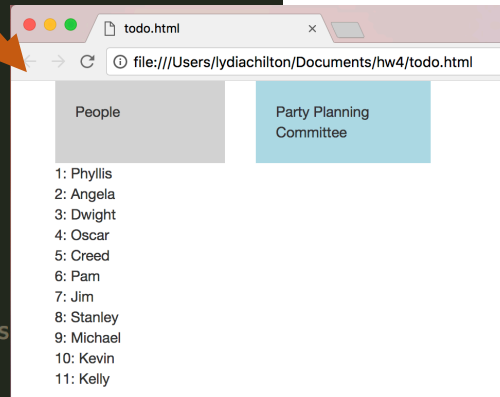 todo.html
file:///Users/lydiachilton/Documents/hw4/todo.html
People
Party Planning
Committee
1: Phyllis
2: Angela
3: Dwight
4: Oscar
5: Creed
6: Pam
7: Jim
8: Stanley
9: Michael
10: Kevin
11: Kelly
s